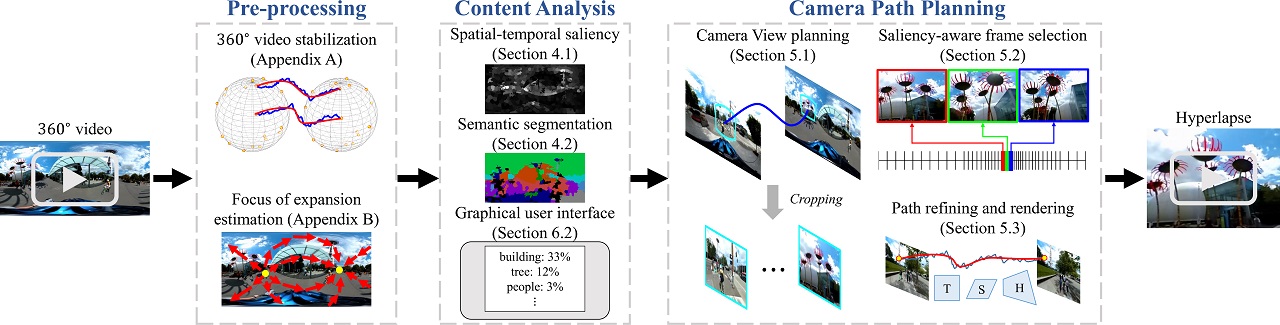 Pre-processing
Content Analysis
Camera Path Planning
360° video
360° video stabilization
(Appendix A)
Focus of expansion
estimation (Appendix B)
Spatial-temporal saliency
(Section 4.1)
Semantic segmentation
(Section 4.2)
Graphical user interface
(Section 6.2)
building: 33%
tree: 12%
people: 3%
⋮
Camera View planning
(Section 5.1)
Cropping
...
Saliency-aware frame selection
(Section 5.2)
Path refining and rendering
(Section 5.3)
T S H
Hyperlapse